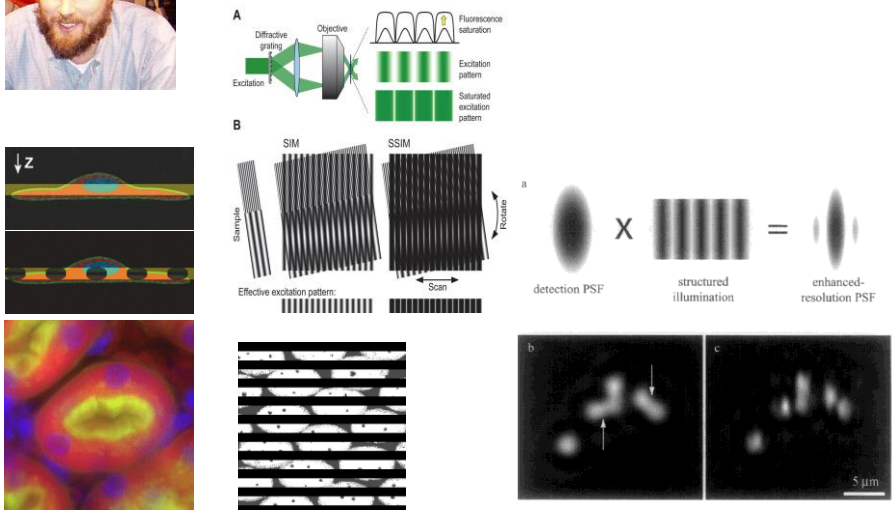 A
Diffractive
grating
Objective
Excitation
Fluorescence
saturation
Excitation
pattern
Saturated
excitation
pattern
B
SIM
SSIM
Sample
Rotate
Scan
Effective excitation pattern:
Z
a
X
=
detection PSF
structured
illumination
enhanced-
resolution PSF
b
c
5 μm